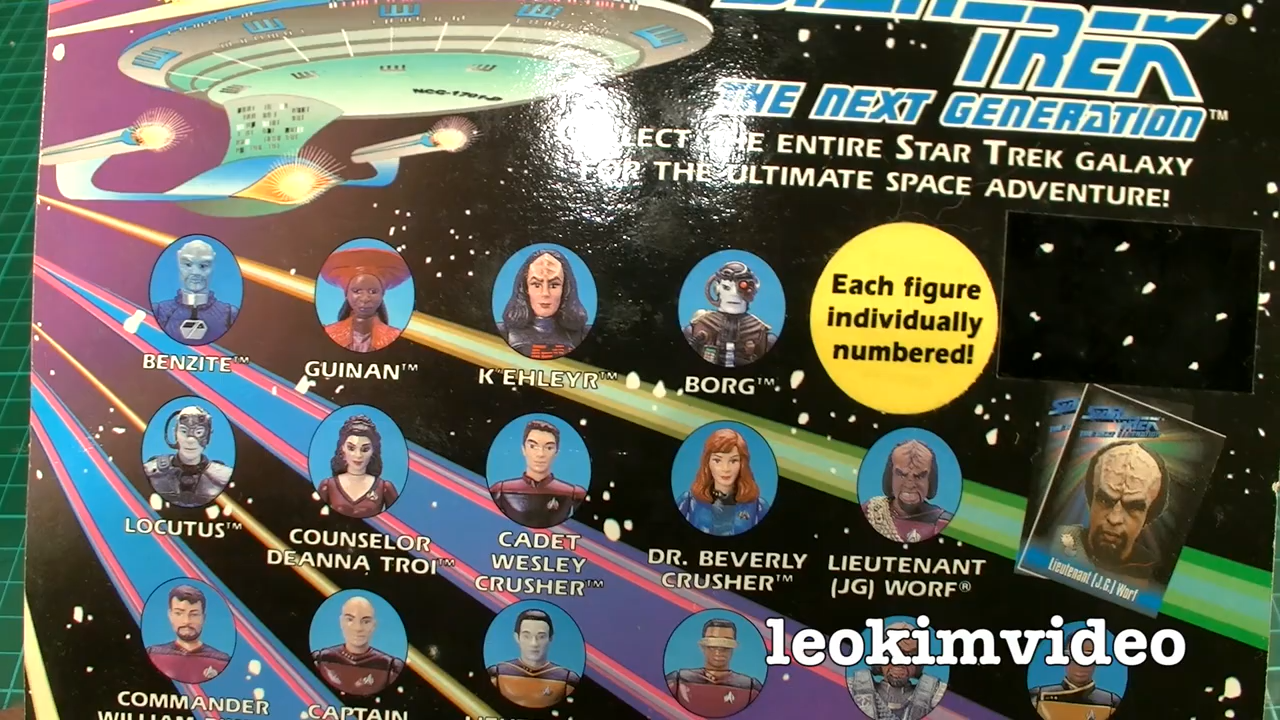 TREK
THE NEXT GENERATION™
THE ENTIRE STAR TREK GALAXY
FOR THE ULTIMATE SPACE ADVENTURE!
NCC-1701-D
Each figure
individually
numbered!
BENZITE™
GUINAN™
K'EHLEYR™
BORG™
LOCUTUS™
COUNSELOR
DEANNA TROI™
CADET
WESLEY
CRUSHER™
DR. BEVERLY
CRUSHER™
LIEUTENANT
(JG) WORF®
Lieutenant (J.G.) Worf
leokimvideo
COMMANDER
WILLIAM
CAPTAIN